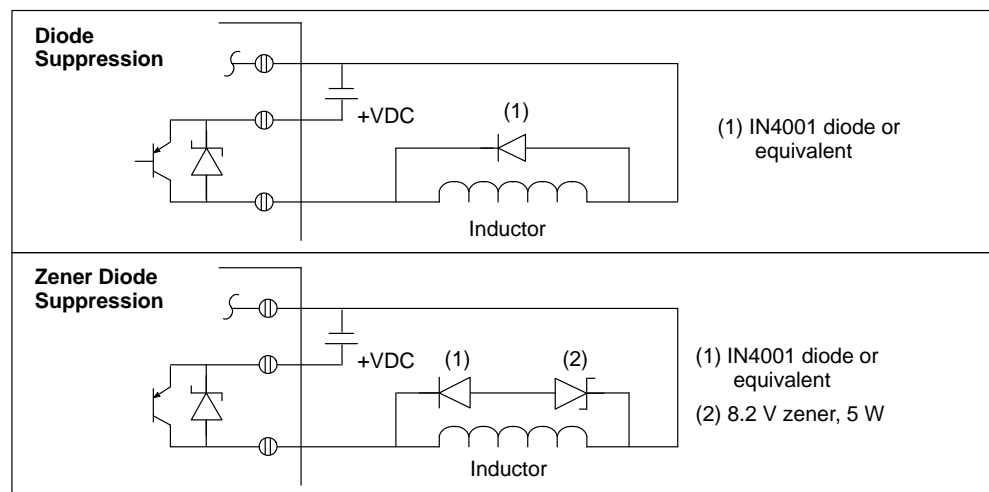 Diode
Suppression
+VDC
(1)
(1) IN4001 diode or
equivalent
Inductor
Zener Diode
Suppression
+VDC
(1)
(2)
(1) IN4001 diode or
equivalent
(2) 8.2 V zener, 5 W
Inductor